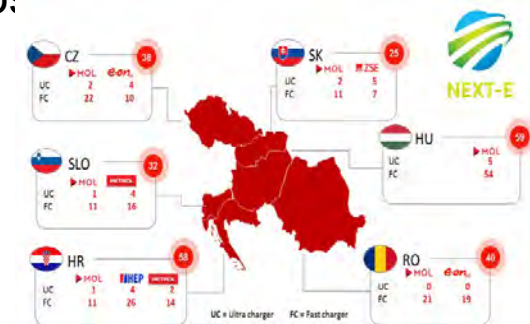 CZ 38
MOL e·on
UC 2 4
FC 22 10
SK 25
MOL ZSE
UC 2 5
FC 11 7
NEXT-E
SLO 32
MOL PETROL
UC 1 4
FC 11 16
HU 59
MOL
UC 5
FC 54
HR 58
MOL HEP PETROL
UC 1 4 2
FC 11 26 14
RO 40
MOL e·on
UC 0 0
FC 21 19
UC = Ultra charger FC = Fast charger